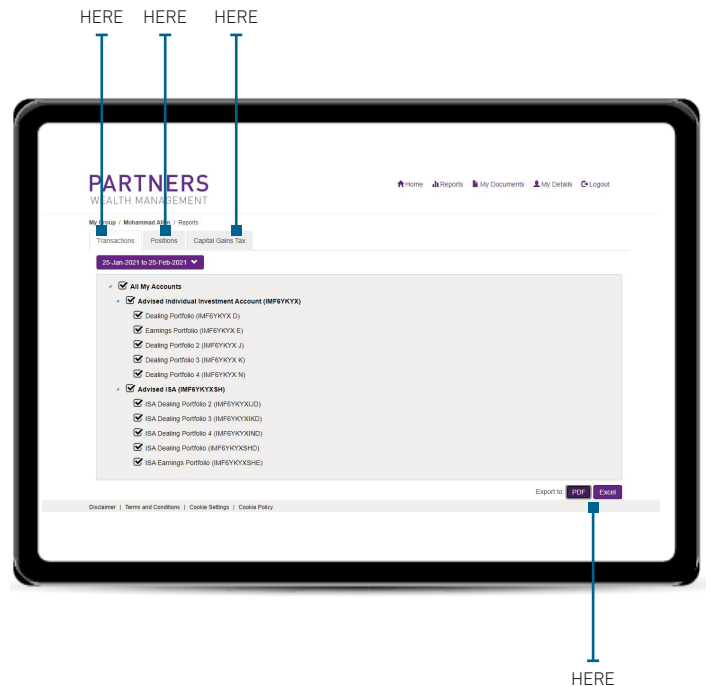 HERE HERE HERE
PARTNERS
WEALTH MANAGEMENT
Home Reports My Documents My Details Logout
My Group / Mohammad Allen / Reports
Transactions Positions Capital Gains Tax
25-Jan-2021 to 25-Feb-2021
All My Accounts
Advised Individual Investment Account (IMF6YKYX)
Dealing Portfolio (IMF6YKYX D)
Earnings Portfolio (IMF6YKYX E)
Dealing Portfolio 2 (IMF6YKYX J)
Dealing Portfolio 3 (IMF6YKYX K)
Dealing Portfolio 4 (IMF6YKYX N)
Advised ISA (IMF6YKYXSH)
ISA Dealing Portfolio 2 (IMF6YKYXIJD)
ISA Dealing Portfolio 3 (IMF6YKYXIKD)
ISA Dealing Portfolio 4 (IMF6YKYXIND)
ISA Dealing Portfolio (IMF6YKYXSHD)
ISA Earnings Portfolio (IMF6YKYXSHE)
Export to: PDF Excel
Disclaimer | Terms and Conditions | Cookie Settings | Cookie Policy
HERE